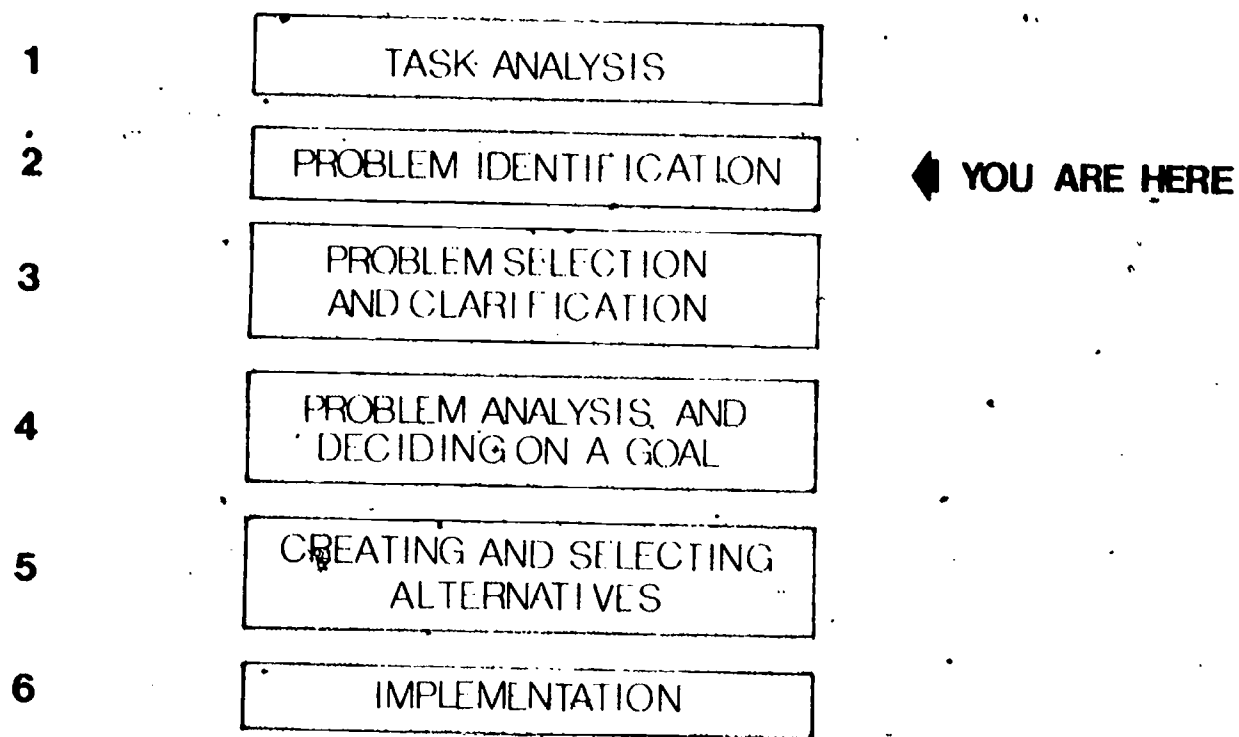 1 TASK ANALYSIS
2 PROBLEM IDENTIFICATION YOU ARE HERE
3 PROBLEM SELECTION
AND CLARIFICATION
4 PROBLEM ANALYSIS, AND
DECIDING ON A GOAL
5 CREATING AND SELECTING
ALTERNATIVES
6 IMPLEMENTATION